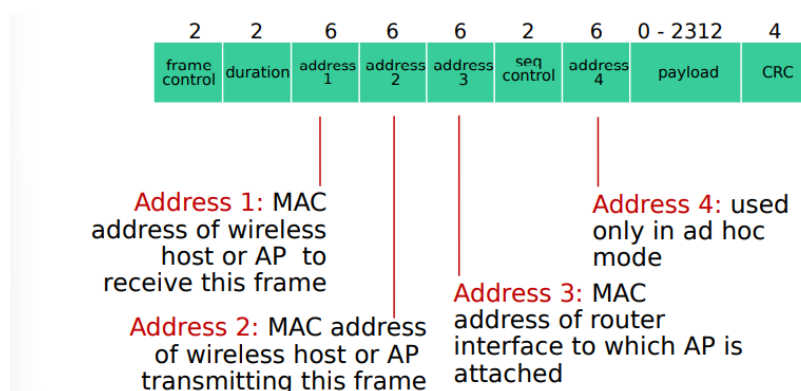 2 2 6 6 6 2 6 0 - 2312 4
frame control duration address 1 address 2 address 3 seq control address 4 payload CRC
Address 1: MAC
address of wireless
host or AP to
receive this frame
Address 2: MAC address
of wireless host or AP
transmitting this frame
Address 3: MAC
address of router
interface to which AP is
attached
Address 4: used
only in ad hoc
mode